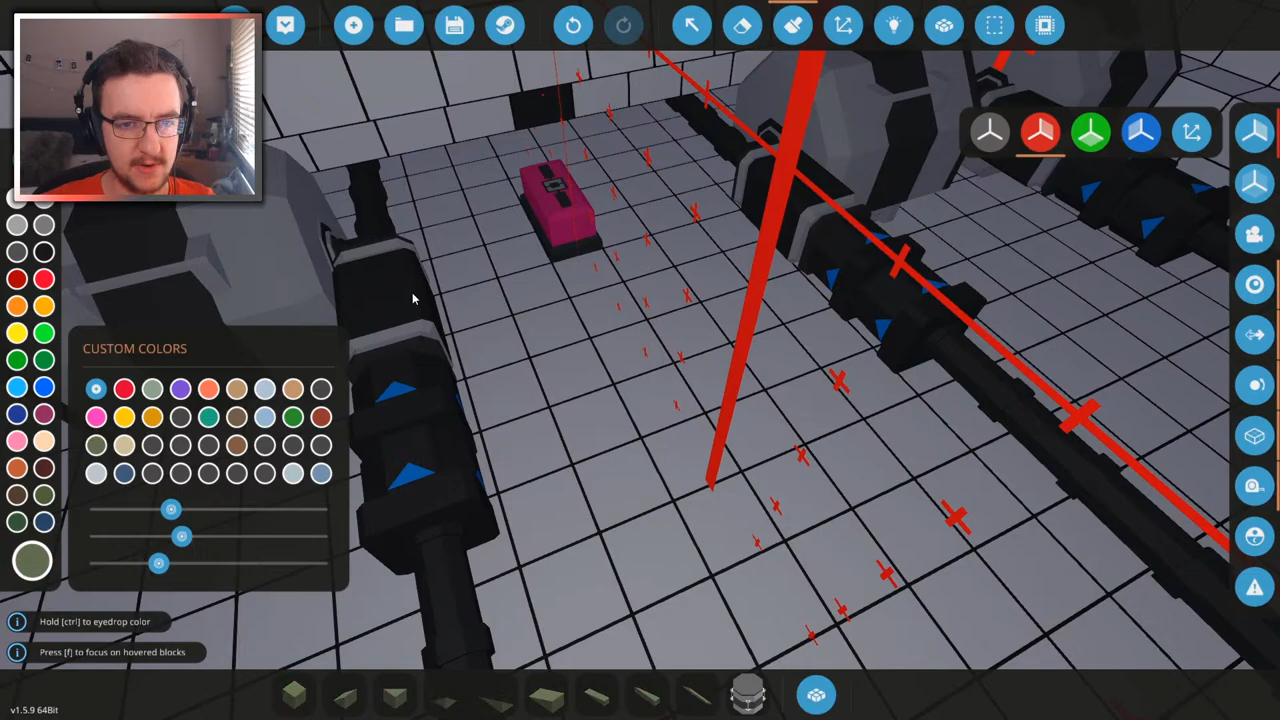 CUSTOM COLORS
Hold [ctrl] to eyedrop color
Press [f] to focus on hovered blocks
v1.5.9 64Bit